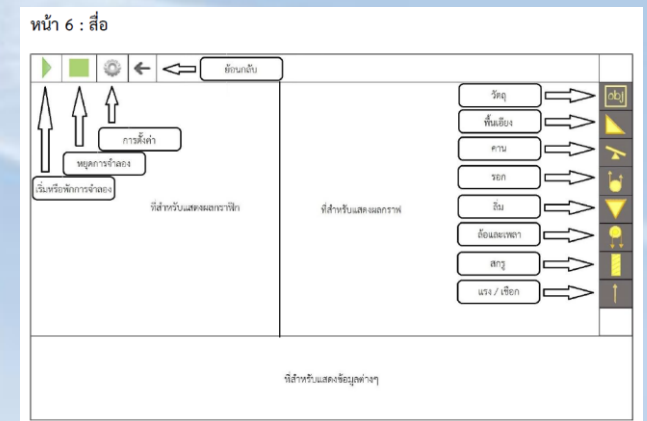 หน้า 6 : สื่อ
ย้อนกลับ
วัตถุ
obj
พื้นเอียง
การตั้งค่า
คาน
หยุดการจำลอง
รอก
เริ่มหรือพักการจำลอง
ที่สำหรับแสดงผลกราฟิก
ที่สำหรับแสดงผลกราฟ
ลิ่ม
ล้อและเพลา
สกรู
แรง / เชือก
ที่สำหรับแสดงข้อมูลต่างๆ